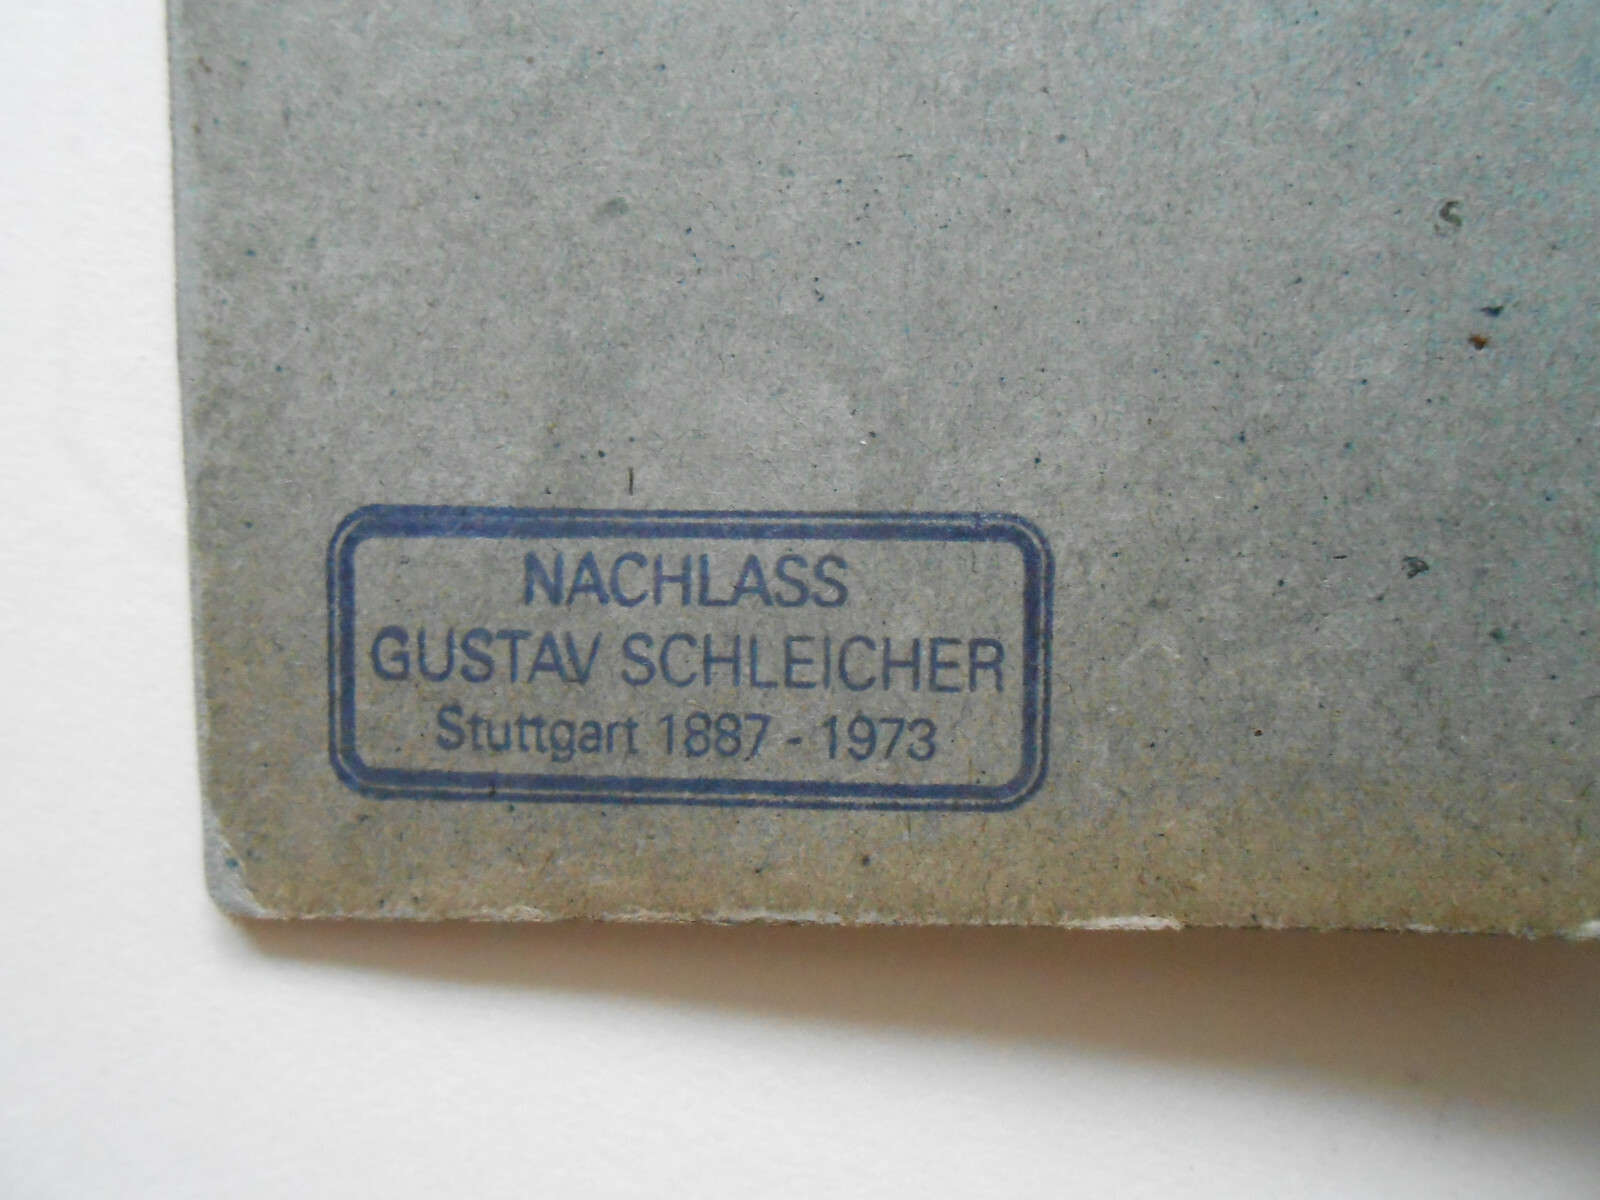 NACHLASS
GUSTAV SCHLEICHER
Stuttgart 1887 - 1973